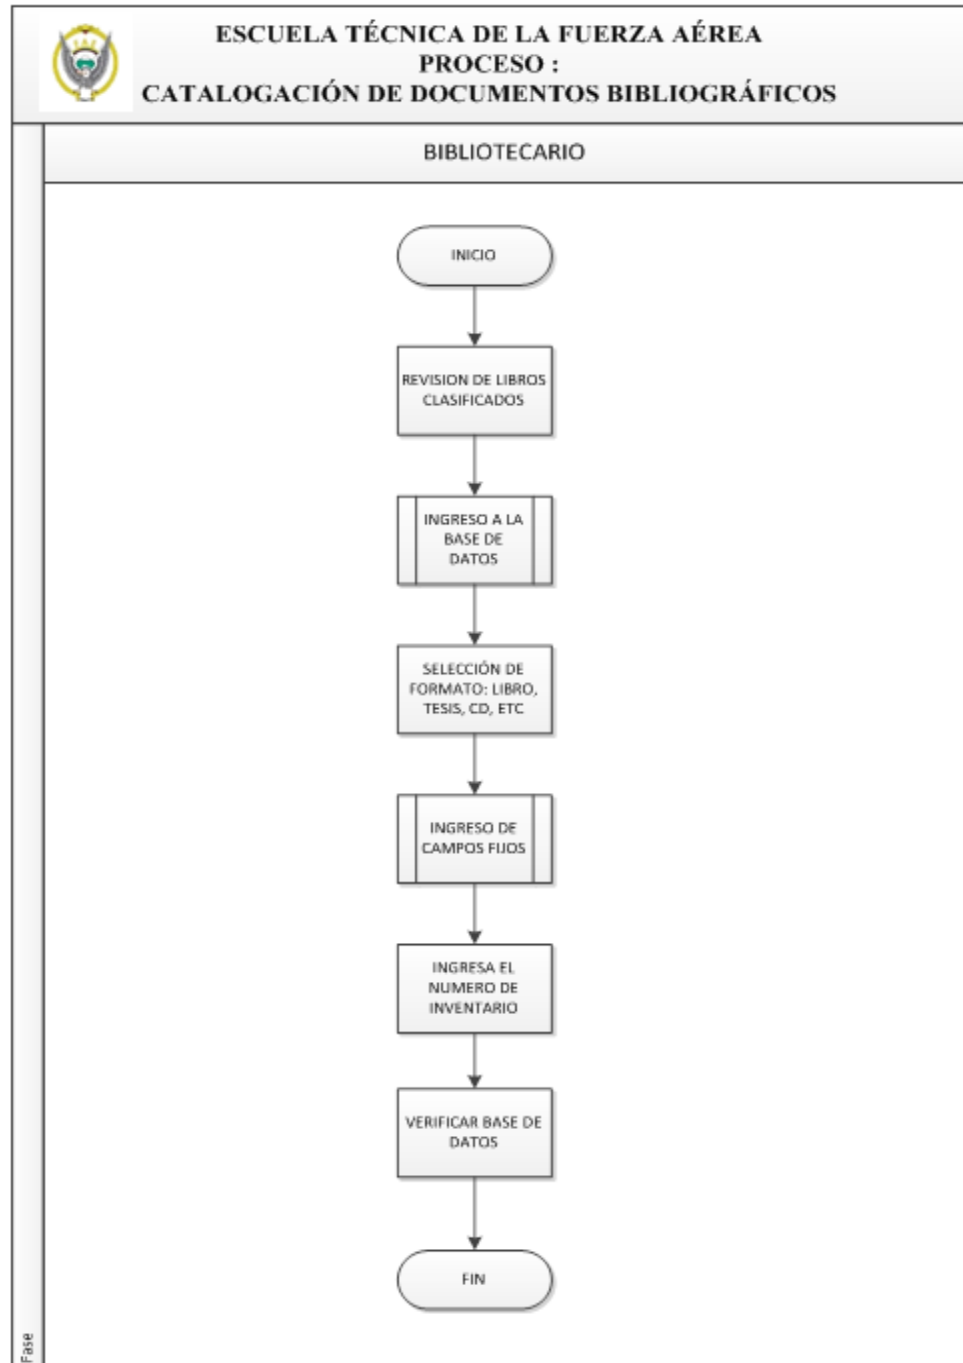 ESCUELA TÉCNICA DE LA FUERZA AÉREA
PROCESO :
CATALOGACIÓN DE DOCUMENTOS BIBLIOGRÁFICOS
BIBLIOTECARIO
INICIO
REVISION DE LIBROS
CLASIFICADOS
INGRESO A LA
BASE DE
DATOS
SELECCIÓN DE
FORMATO: LIBRO,
TESIS, CD, ETC
INGRESO DE
CAMPOS FIJOS
INGRESA EL
NUMERO DE
INVENTARIO
VERIFICAR BASE DE
DATOS
FIN
Fase